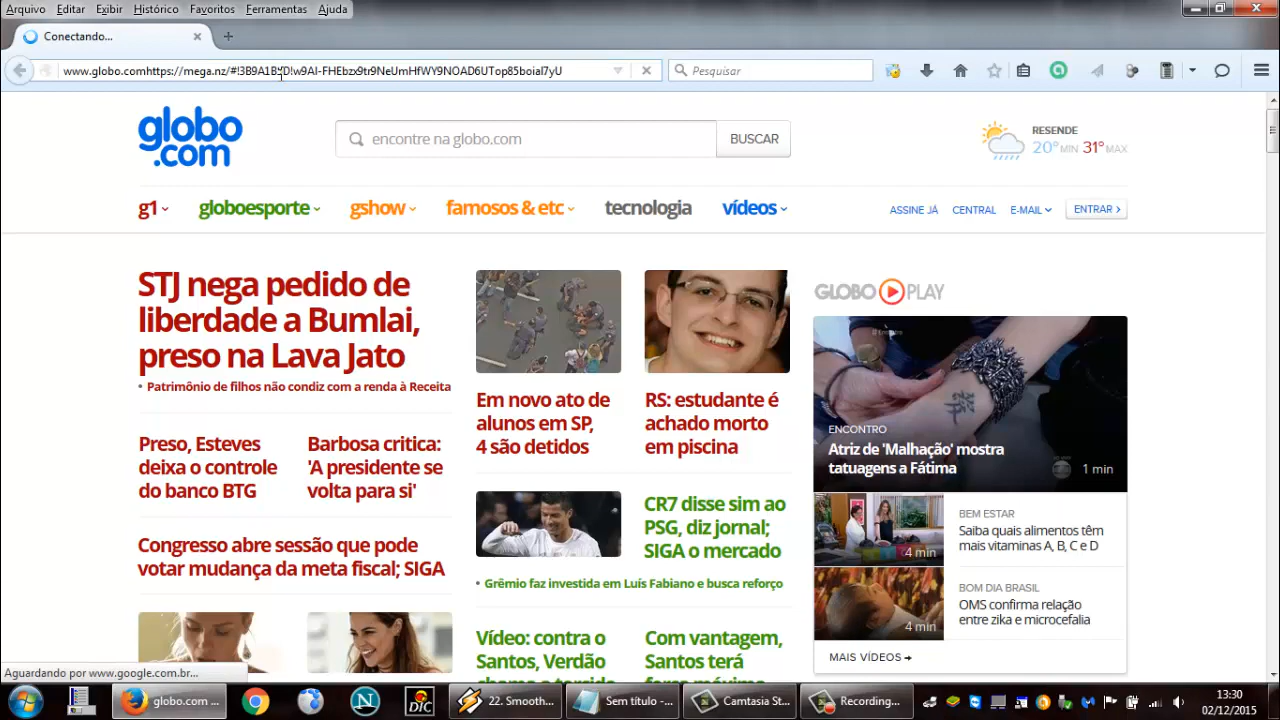 Arquivo Editar Exibir Histórico Favoritos Ferramentas Ajuda
Conectando...
Pesquisar
globo
.com
encontre na globo.com
BUSCAR
RESENDE
20° MIN 31° MAX
g1 globoesporte gshow famosos & etc tecnologia vídeos
ASSINE JÁ CENTRAL E-MAIL ENTRAR
STJ nega pedido de
liberdade a Bumlai,
preso na Lava Jato
Patrimônio de filhos não condiz com a renda à Receita
Preso, Esteves
deixa o controle
do banco BTG
Barbosa critica:
'A presidente se
volta para si'
Congresso abre sessão que pode
votar mudança da meta fiscal; SIGA
Em novo ato de
alunos em SP,
4 são detidos
RS: estudante é
achado morto
em piscina
CR7 disse sim ao
PSG, diz jornal;
SIGA o mercado
Grêmio faz investida em Luís Fabiano e busca reforço
Vídeo: contra o
Santos, Verdão
Com vantagem,
Santos terá
GLOBO PLAY
ENCONTRO
Atriz de 'Malhação' mostra
tatuagens a Fátima
1 min
BEM ESTAR
Saiba quais alimentos têm
mais vitaminas A, B, C e D
4 min
BOM DIA BRASIL
OMS confirma relação
entre zika e microcefalia
4 min
MAIS VÍDEOS
Aguardando por www.google.com.br...
globo.com ...
N
DIC
22. Smooth...
Sem título -...
Camtasia St...
Recording...
13:30
02/12/2015